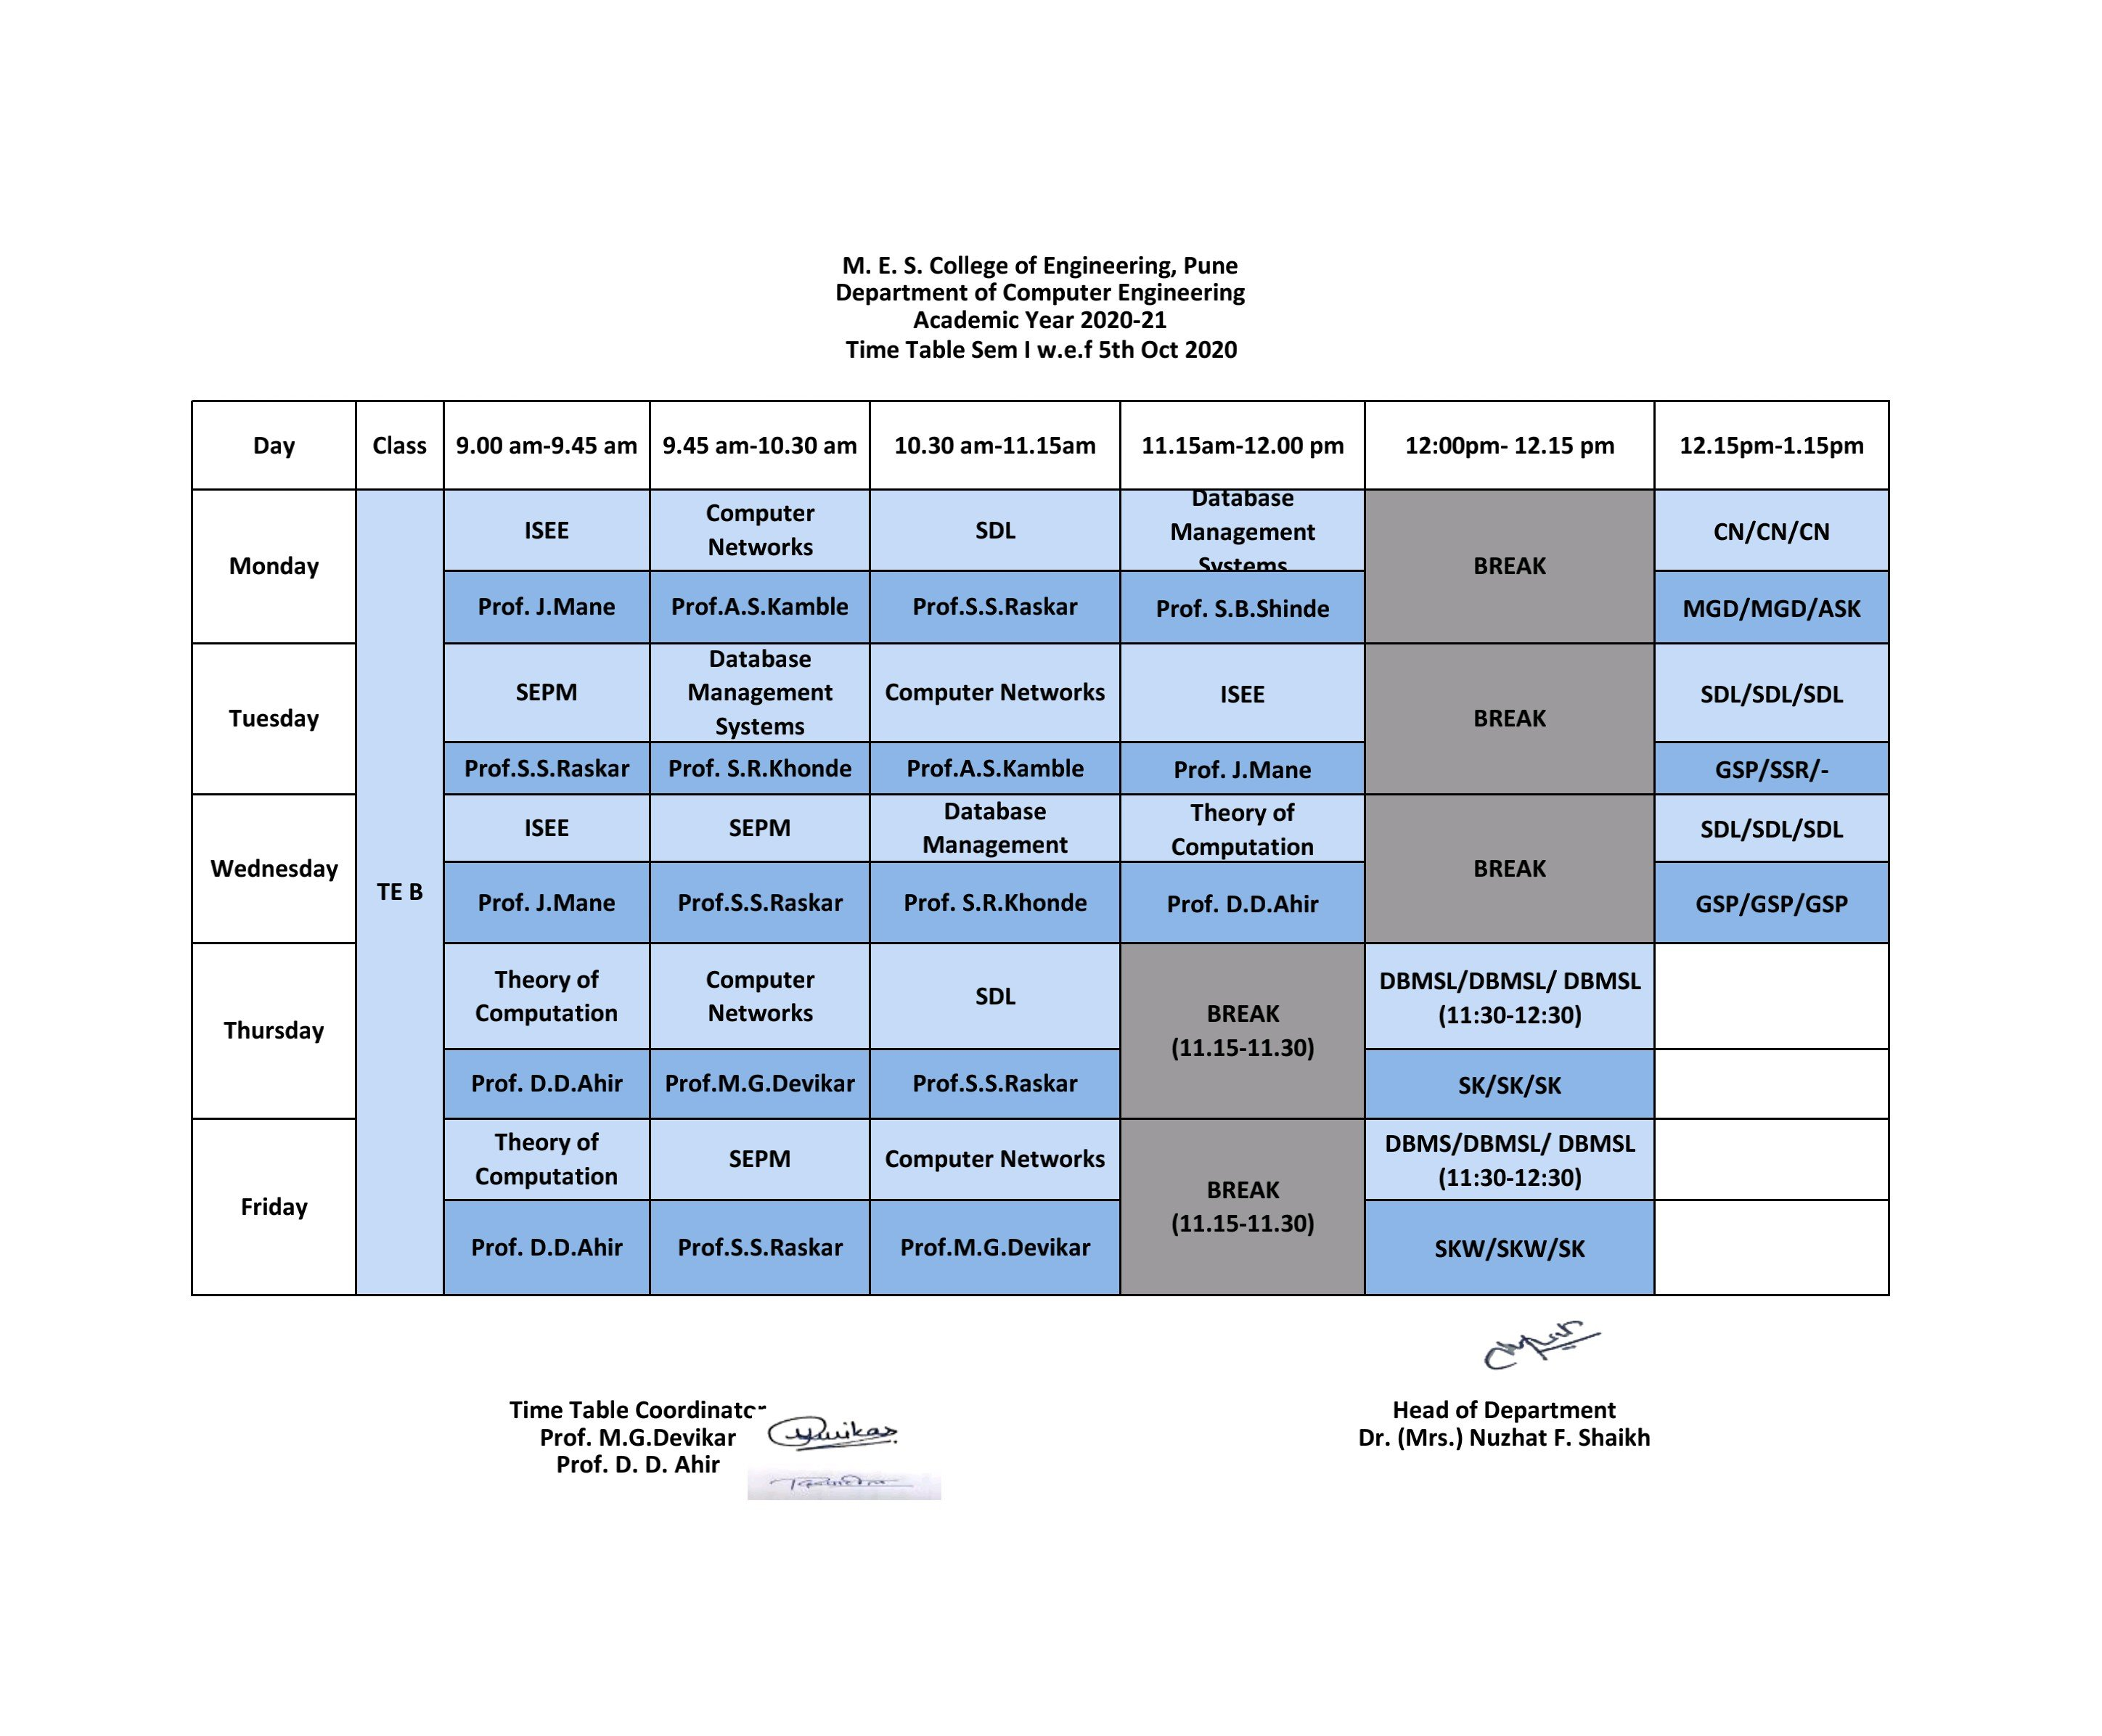 M. E. S. College of Engineering, Pune
Department of Computer Engineering
Academic Year 2020-21
Time Table Sem I w.e.f 5th Oct 2020
Day Class 9.00 am-9.45 am 9.45 am-10.30 am 10.30 am-11.15am 11.15am-12.00 pm 12:00pm- 12.15 pm 12.15pm-1.15pm
Monday
TE B
ISEE
Computer
Networks
SDL
Database
Management
Systems
BREAK
CN/CN/CN
Prof. J.Mane Prof.A.S.Kamble Prof.S.S.Raskar Prof. S.B.Shinde MGD/MGD/ASK
Tuesday
SEPM
Database
Management
Systems
Computer Networks
ISEE
BREAK
SDL/SDL/SDL
Prof.S.S.Raskar Prof. S.R.Khonde Prof.A.S.Kamble Prof. J.Mane GSP/SSR/-
Wednesday
ISEE
SEPM
Database
Management
Theory of
Computation
BREAK
SDL/SDL/SDL
Prof. J.Mane Prof.S.S.Raskar Prof. S.R.Khonde Prof. D.D.Ahir GSP/GSP/GSP
Thursday
Theory of
Computation
Computer
Networks
SDL
BREAK
(11.15-11.30)
DBMSL/DBMSL/ DBMSL
(11:30-12:30)
Prof. D.D.Ahir Prof.M.G.Devikar Prof.S.S.Raskar SK/SK/SK
Friday
Theory of
Computation
SEPM
Computer Networks
BREAK
(11.15-11.30)
DBMS/DBMSL/ DBMSL
(11:30-12:30)
Prof. D.D.Ahir Prof.S.S.Raskar Prof.M.G.Devikar SKW/SKW/SK
Time Table Coordinator
Prof. M.G.Devikar
Prof. D. D. Ahir
Head of Department
Dr. (Mrs.) Nuzhat F. Shaikh